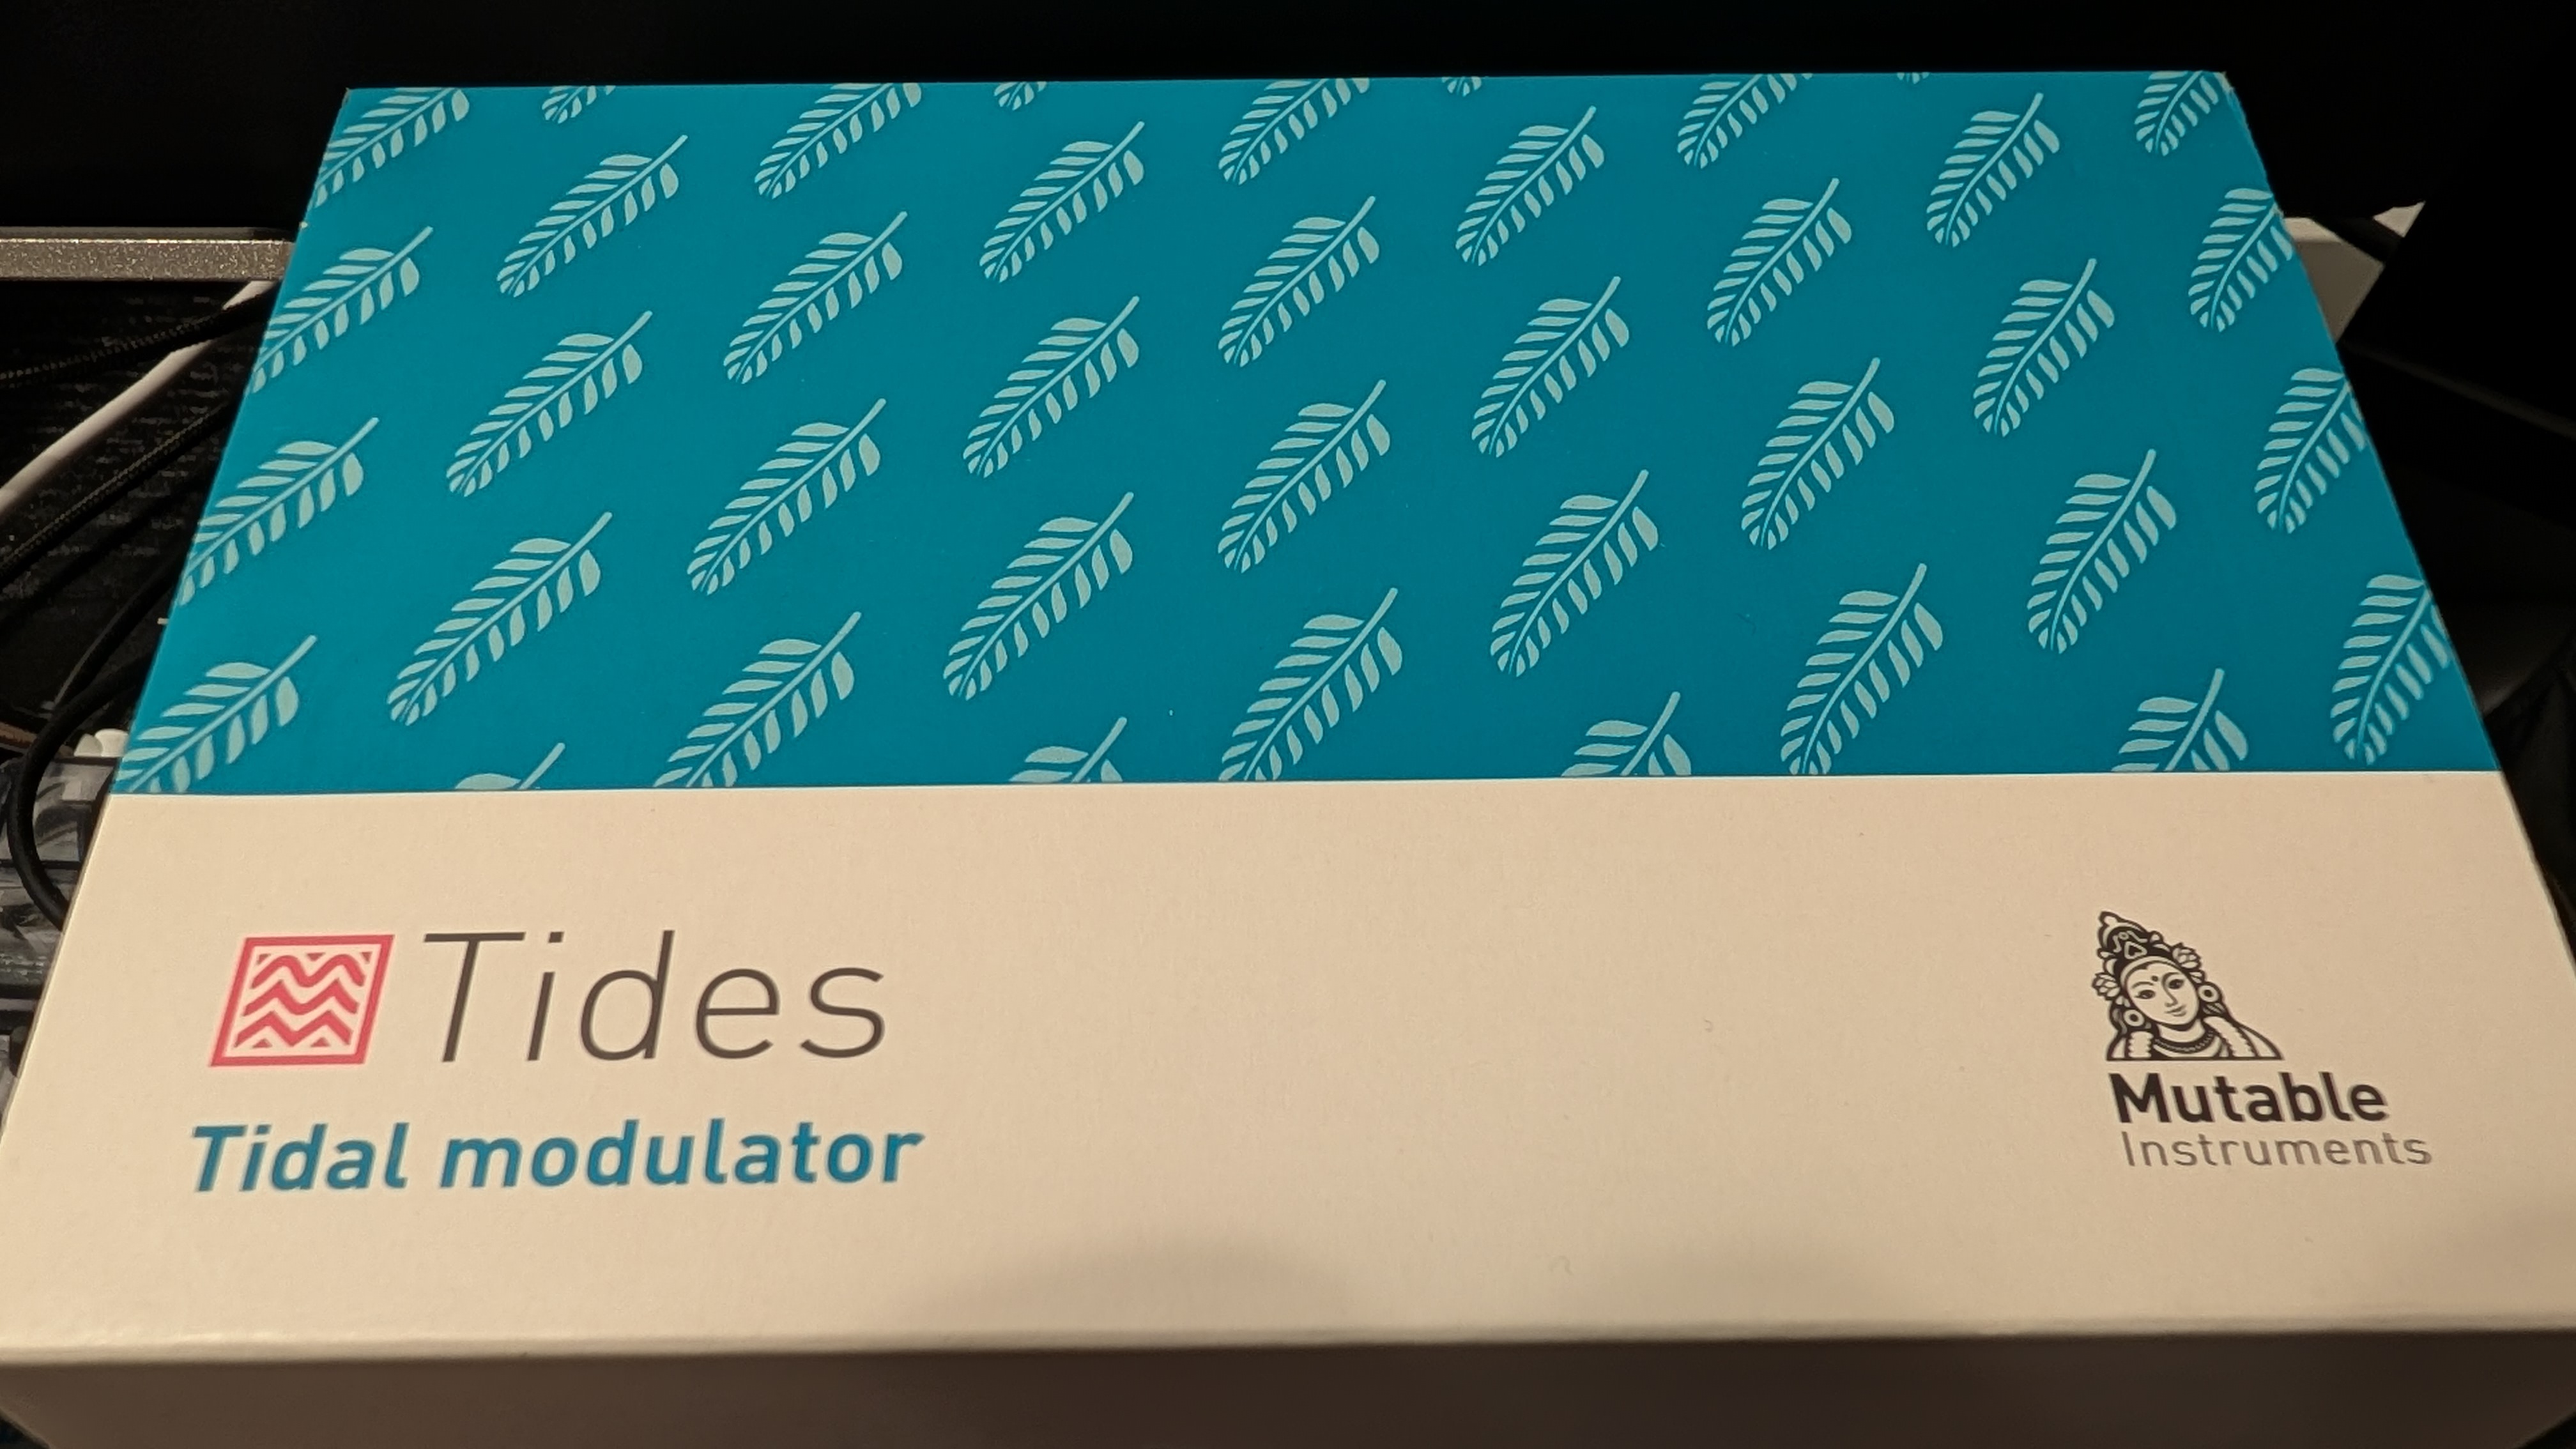 Tides
Tidal modulator
Mutable
Instruments